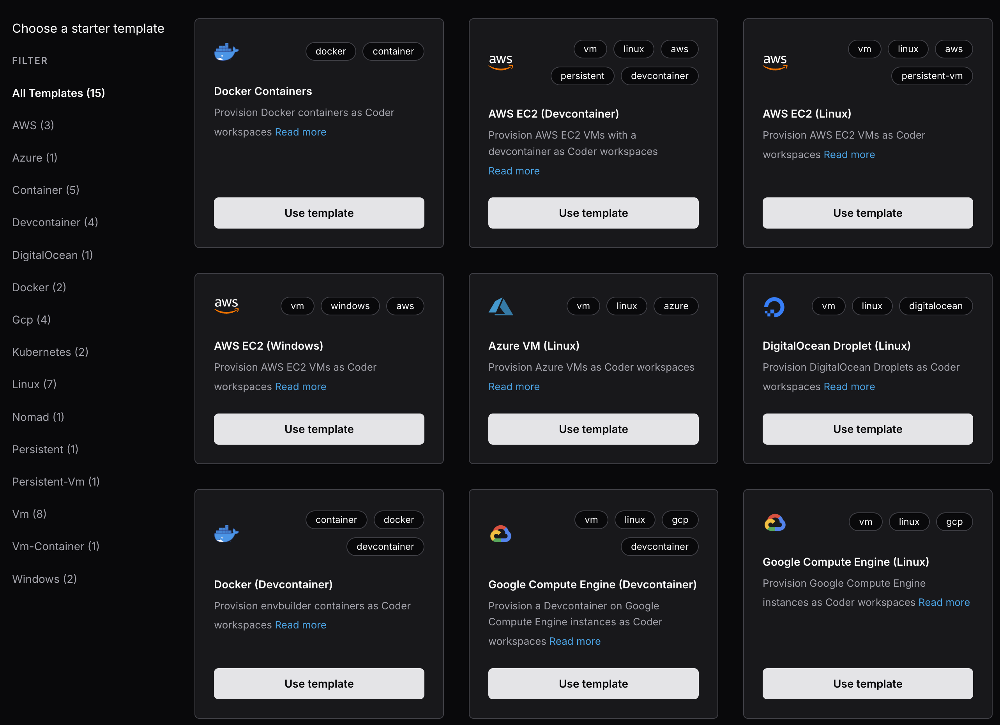 Choose a starter template
FILTER
All Templates (15)
AWS (3)
Azure (1)
Container (5)
Devcontainer (4)
DigitalOcean (1)
Docker (2)
Gcp (4)
Kubernetes (2)
Linux (7)
Nomad (1)
Persistent (1)
Persistent-Vm (1)
Vm (8)
Vm-Container (1)
Windows (2)
docker container
Docker Containers
Provision Docker containers as Coder
workspaces Read more
Use template
aws
vm linux aws
persistent devcontainer
AWS EC2 (Devcontainer)
Provision AWS EC2 VMs with a
devcontainer as Coder workspaces
Read more
Use template
aws
vm linux aws
persistent-vm
AWS EC2 (Linux)
Provision AWS EC2 VMs as Coder
workspaces Read more
Use template
aws
vm windows aws
AWS EC2 (Windows)
Provision AWS EC2 VMs as Coder
workspaces Read more
Use template
vm linux azure
Azure VM (Linux)
Provision Azure VMs as Coder workspaces
Read more
Use template
vm linux digitalocean
DigitalOcean Droplet (Linux)
Provision DigitalOcean Droplets as Coder
workspaces Read more
Use template
container docker
devcontainer
Docker (Devcontainer)
Provision envbuilder containers as Coder
workspaces Read more
Use template
vm linux gcp
devcontainer
Google Compute Engine (Devcontainer)
Provision a Devcontainer on Google
Compute Engine instances as Coder
workspaces Read more
Use template
vm linux gcp
Google Compute Engine (Linux)
Provision Google Compute Engine
instances as Coder workspaces Read more
Use template